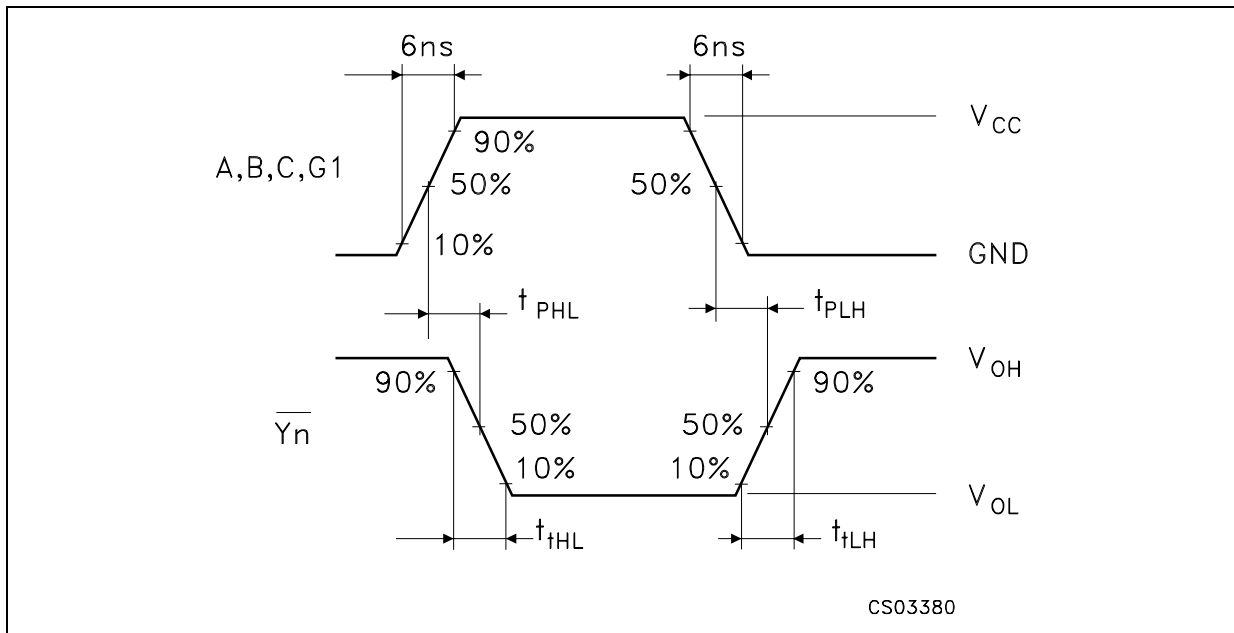 6ns 6ns
V_CC
90%
A,B,C,G1
50% 50%
10%
GND
t_PHL t_PLH
V_OH
90% 90%
Yn
50% 50%
10% 10%
V_OL
t_tHL t_tLH
CS03380